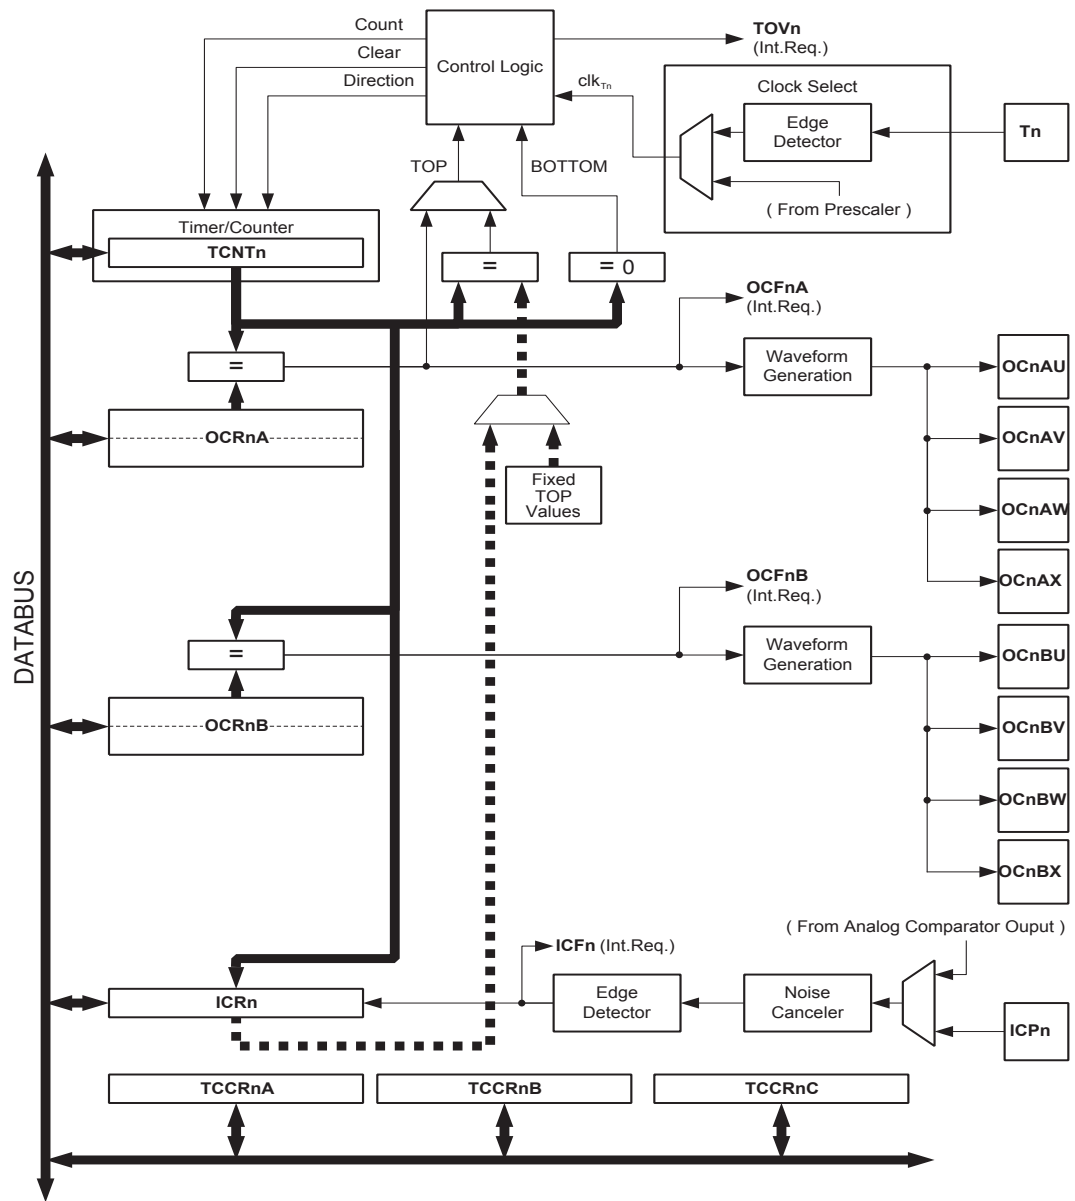 Count
Clear
Direction
Control Logic
TOVn
(Int.Req.)
clkTn
Clock Select
Edge
Detector
Tn
( From Prescaler )
TOP
BOTTOM
Timer/Counter
TCNTn
=
= 0
OCFnA
(Int.Req.)
=
Waveform
Generation
OCnAU
OCRnA
OCnAV
Fixed
TOP
Values
OCnAW
OCnAX
DATABUS
OCFnB
(Int.Req.)
=
Waveform
Generation
OCnBU
OCRnB
OCnBV
OCnBW
OCnBX
( From Analog Comparator Ouput )
ICFn (Int.Req.)
ICRn
Edge
Detector
Noise
Canceler
ICPn
TCCRnA
TCCRnB
TCCRnC